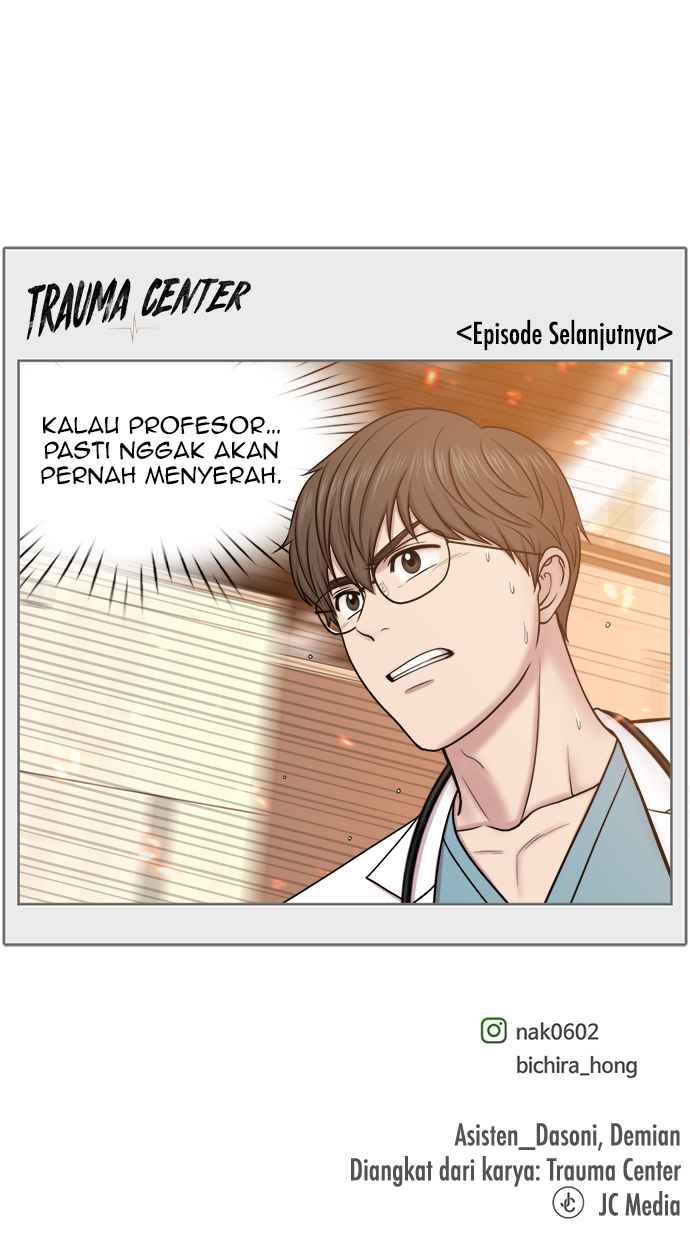 TRAUMA CENTER
<Episode Selanjutnya>
KALAU PROFESOR...
PASTI NGGAK AKAN
PERNAH MENYERAH.
nak0602
bichira_hong
Asisten_Dasoni, Demian
Diangkat dari karya: Trauma Center
JC JC Media